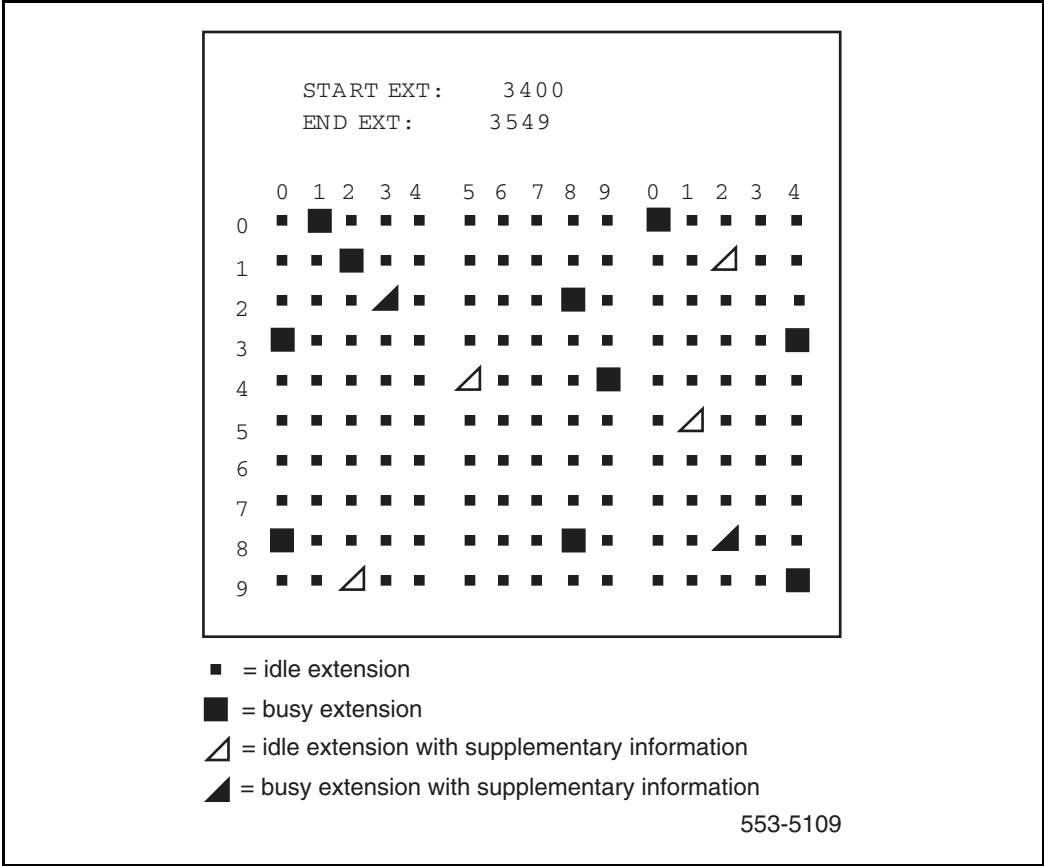 START EXT: 3400
END EXT: 3549
0 1 2 3 4 5 6 7 8 9 0 1 2 3 4
0
1
2
3
4
5
6
7
8
9
= idle extension
= busy extension
= idle extension with supplementary information
= busy extension with supplementary information
553-5109